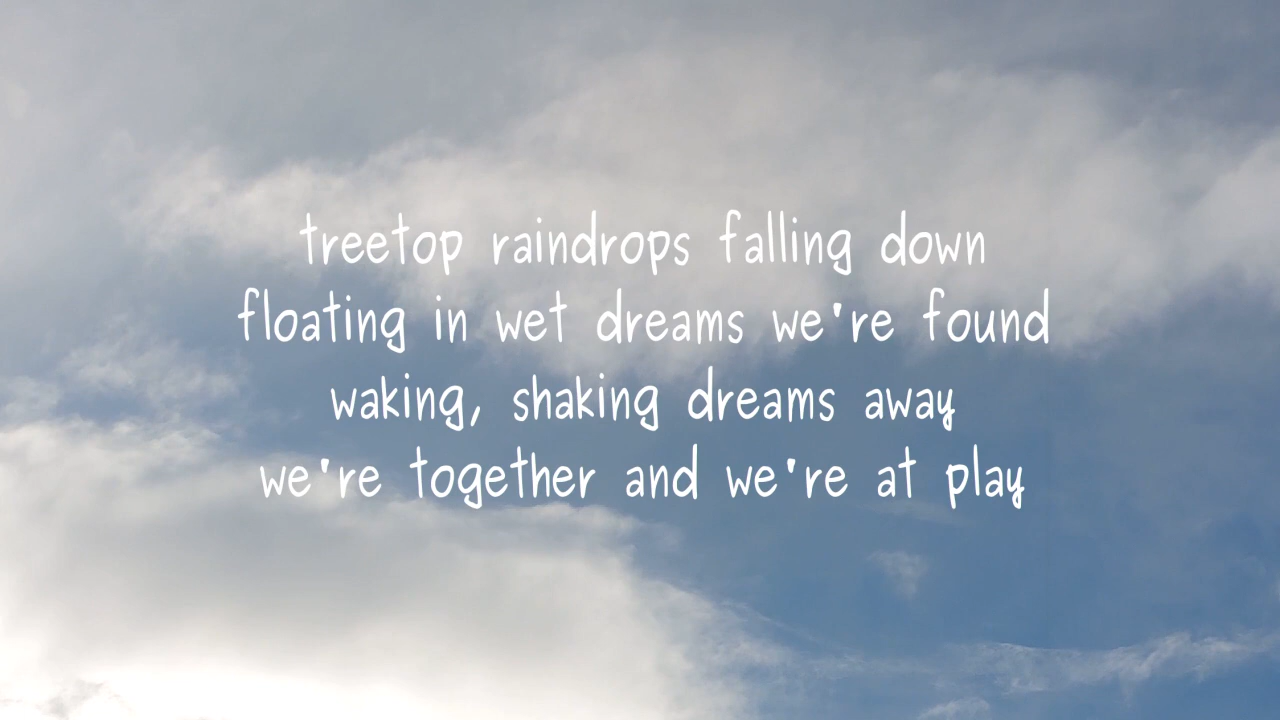 treetop raindrops falling down
floating in wet dreams we're found
waking, shaking dreams away
we're together and we're at play